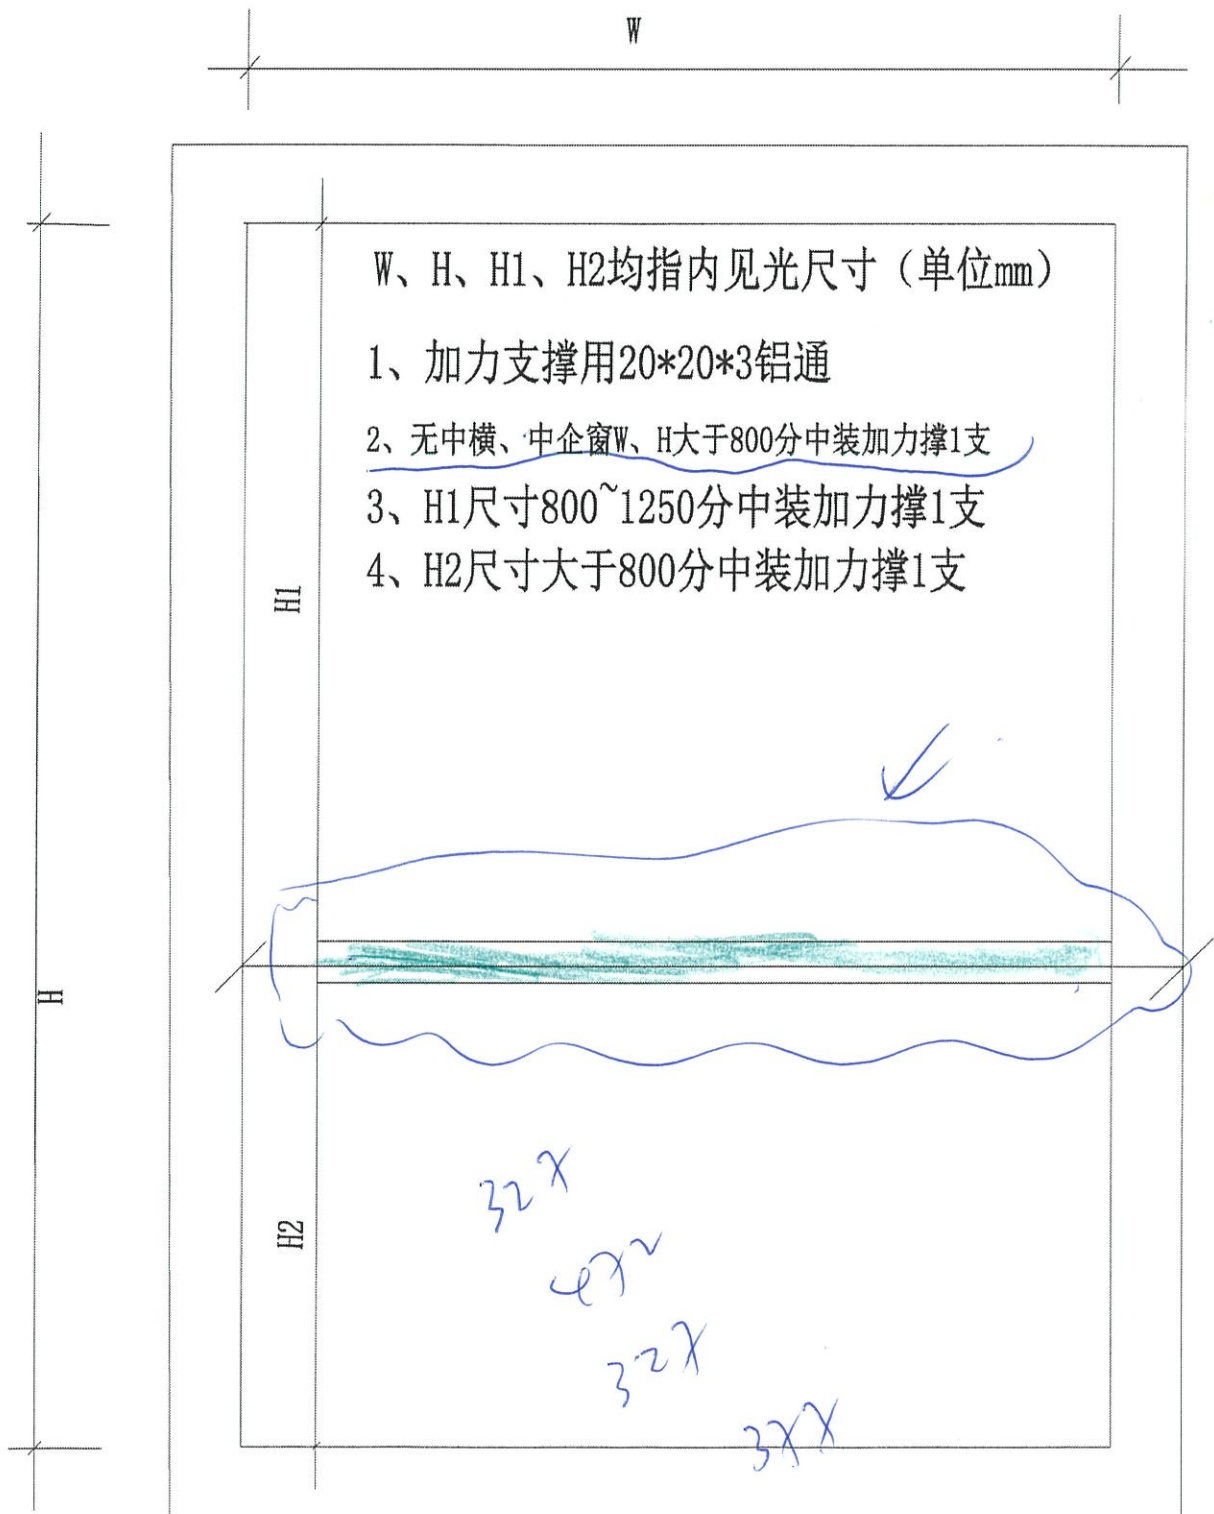 W
W、H、H1、H2均指内见光尺寸（单位mm）
1、加力支撑用20*20*3铝通
2、无中横、中企窗W、H大于800分中装加力撑1支
3、H1尺寸800~1250分中装加力撑1支
4、H2尺寸大于800分中装加力撑1支
H1
H
H2
32X
32X
3XX